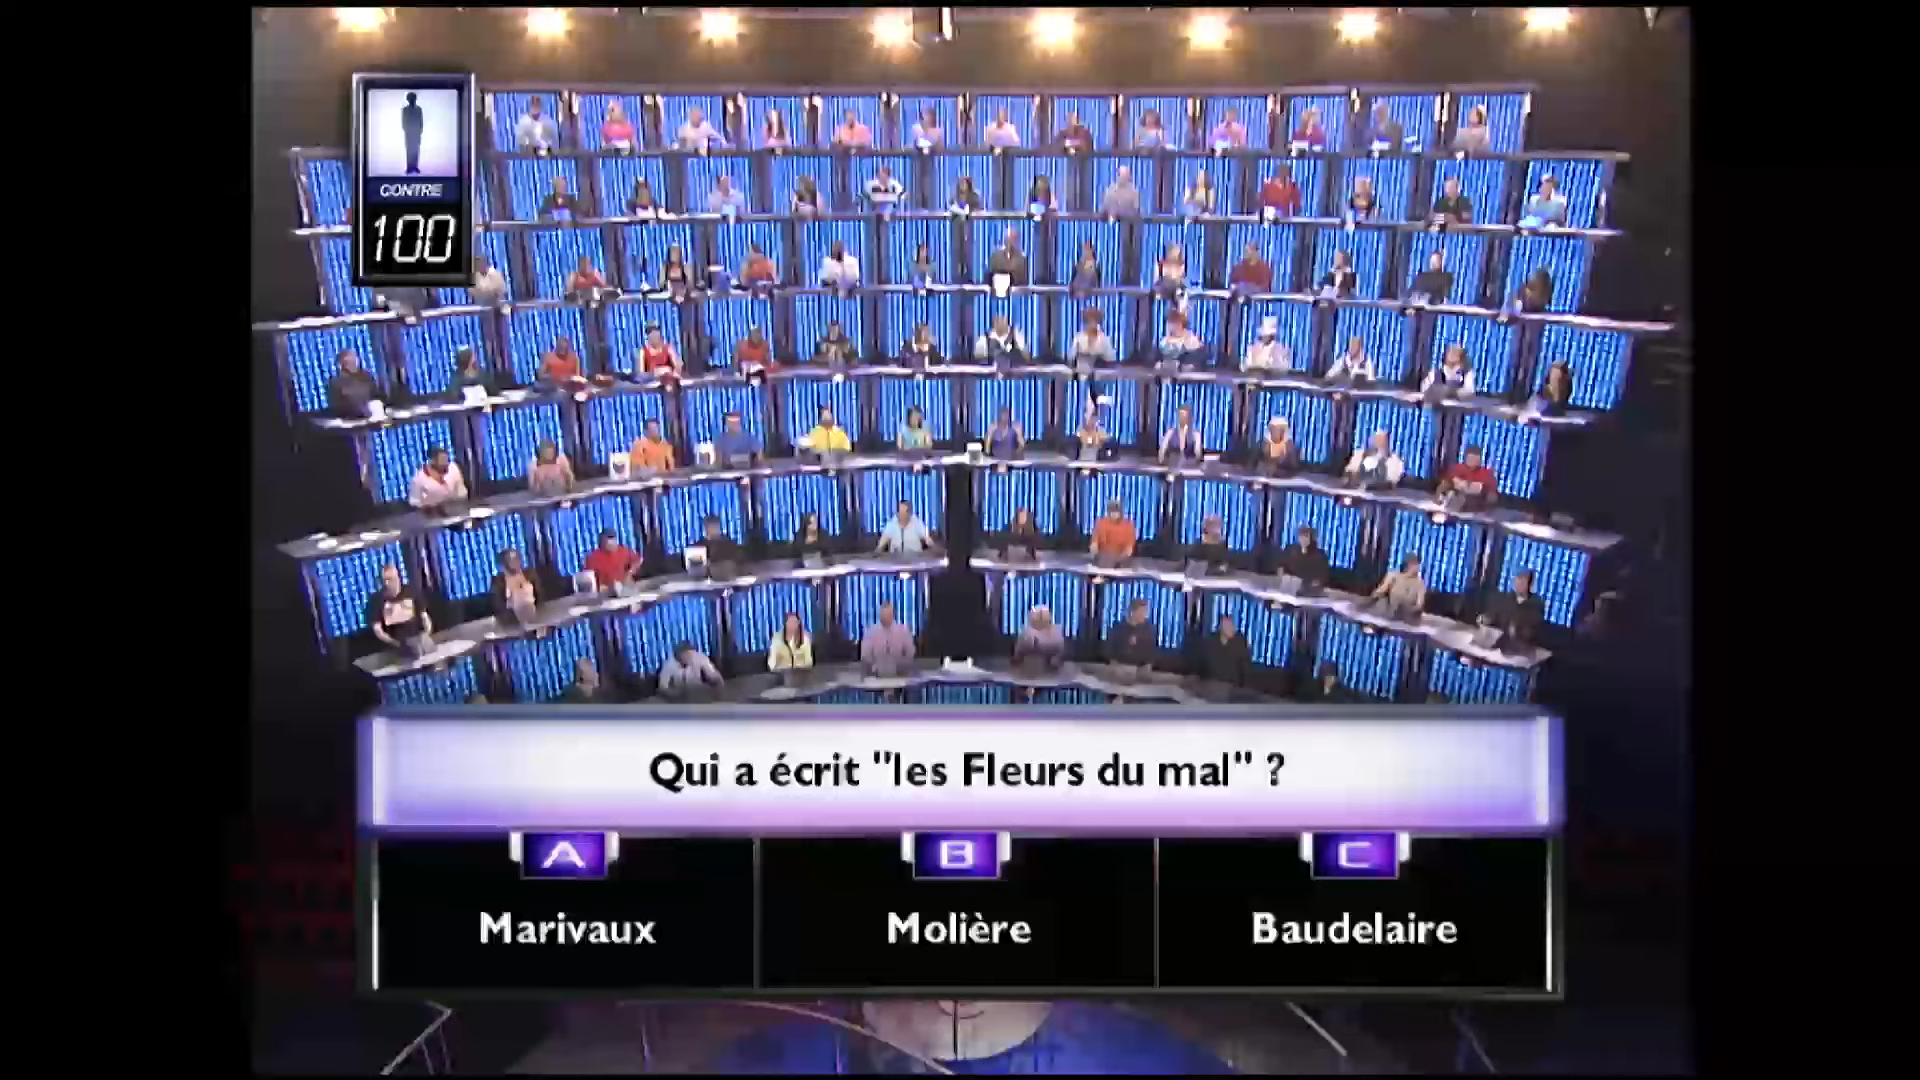 CONTRE
100
Qui a écrit "les Fleurs du mal" ?
A
B
C
Marivaux
Molière
Baudelaire